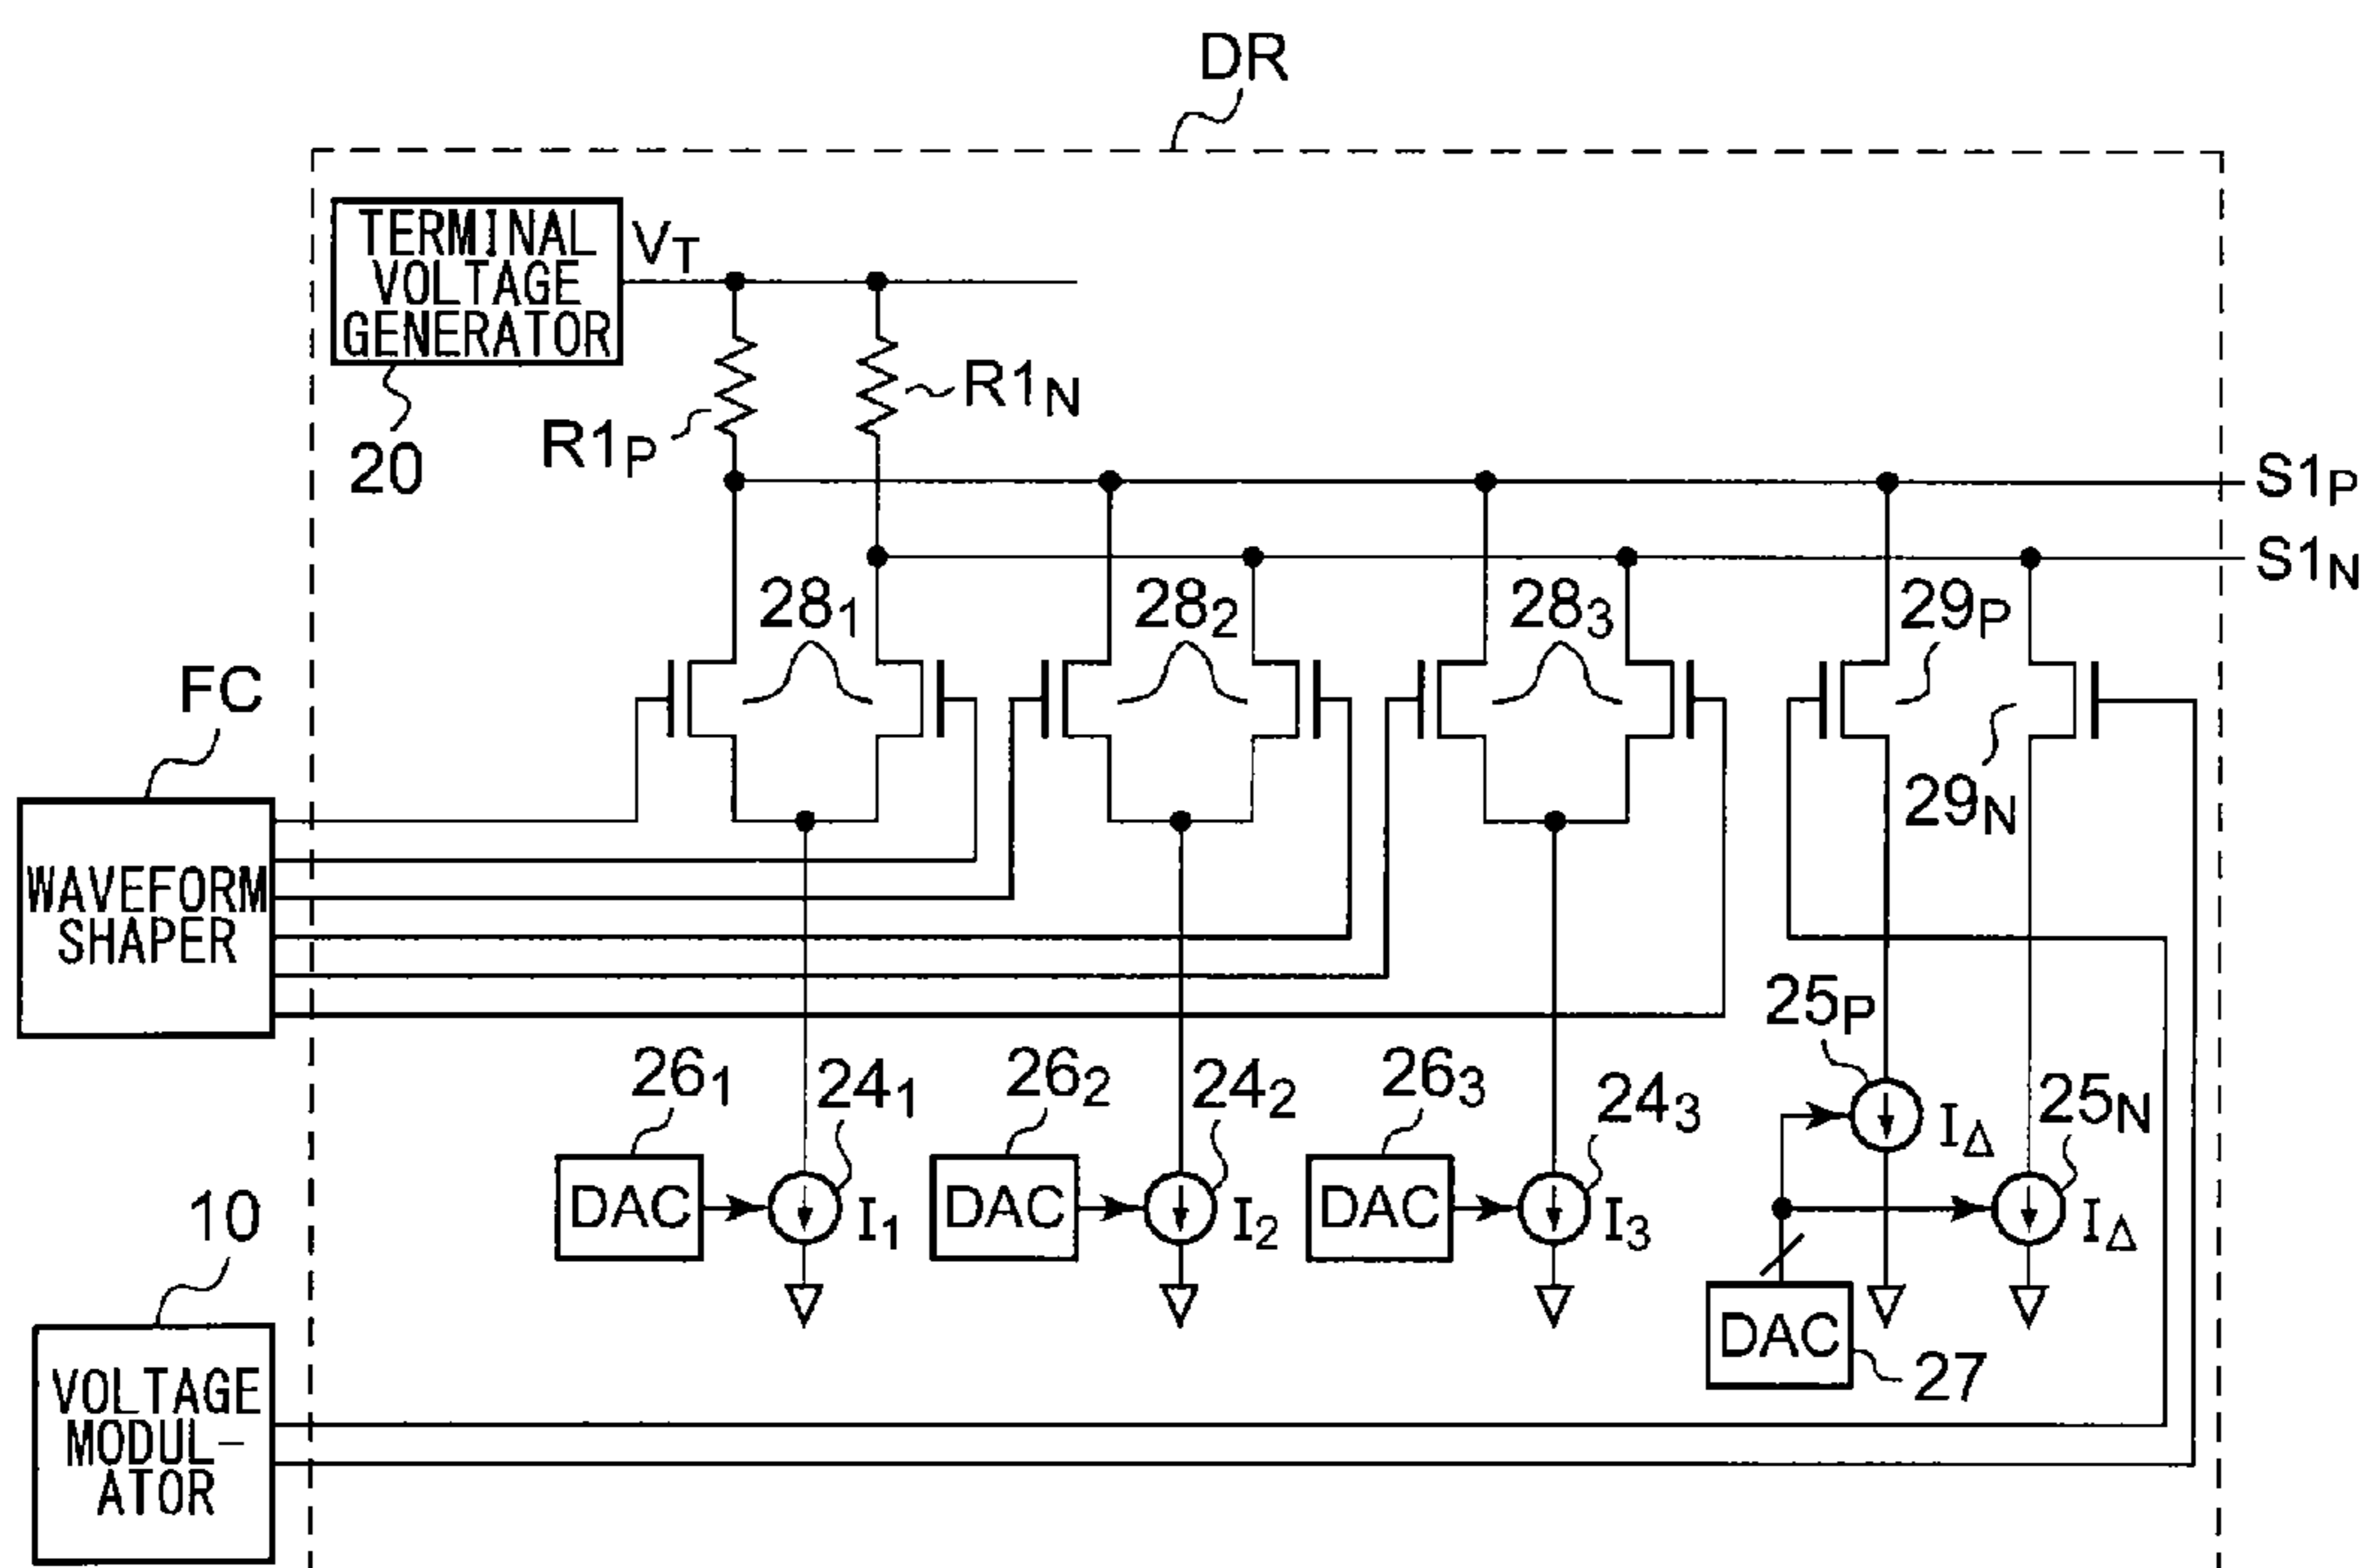 DR
TERMINAL
VOLTAGE
GENERATOR
VT
R1P
R1N
20
S1P
S1N
281
282
283
29P
29N
FC
WAVEFORM
SHAPER
25P
261
241
262
242
263
243
25N
DAC
I1
DAC
I2
DAC
I3
IΔ
IΔ
10
DAC
27
VOLTAGE
MODUL-
ATOR